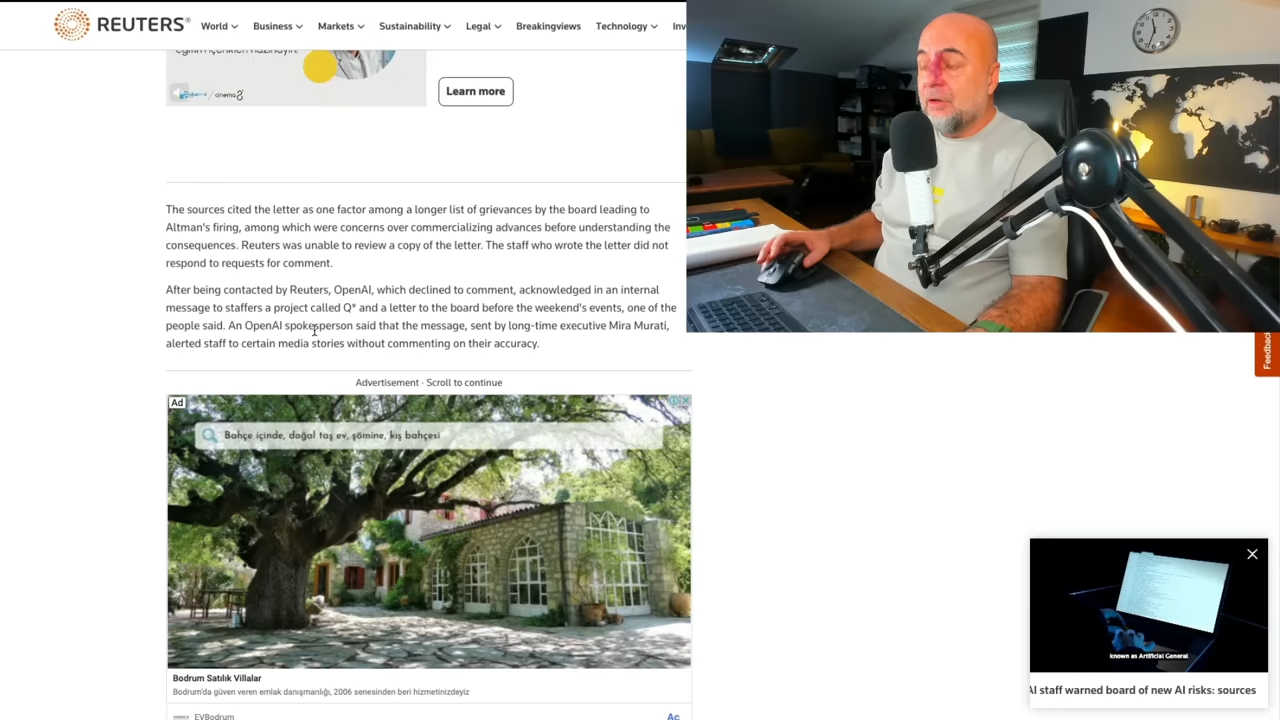 REUTERS®
World
Business
Markets
Sustainability
Legal
Breakingviews
Technology
Inv
eğitim içerikleri hazırlayın.
/ cinema8
Learn more
The sources cited the letter as one factor among a longer list of grievances by the board leading to
Altman's firing, among which were concerns over commercializing advances before understanding the
consequences. Reuters was unable to review a copy of the letter. The staff who wrote the letter did not
respond to requests for comment.
After being contacted by Reuters, OpenAI, which declined to comment, acknowledged in an internal
message to staffers a project called Q* and a letter to the board before the weekend's events, one of the
people said. An OpenAI spokesperson said that the message, sent by long-time executive Mira Murati,
alerted staff to certain media stories without commenting on their accuracy.
Advertisement · Scroll to continue
Ad
Bahçe içinde, doğal taş ev, şömine, kış bahçesi
Bodrum Satılık Villalar
Bodrum'da güven veren emlak danışmanlığı, 2006 senesinden beri hizmetinizdeyiz
EVBodrum
Aç
Feedbac
known as Artificial General
AI staff warned board of new AI risks: sources